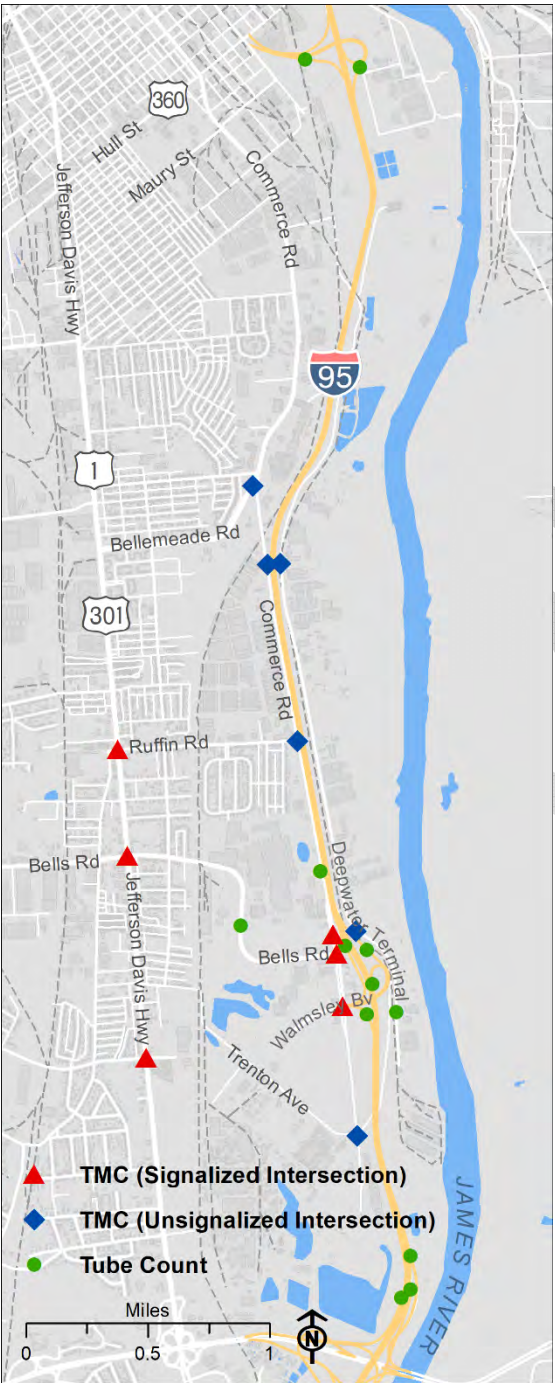 360
Hull St
Maury St
Commerce Rd
Jefferson Davis Hwy
95
1
Bellemeade Rd
301
Commerce Rd
Ruffin Rd
Bells Rd
Jefferson Davis Hwy
Deepwater Terminal
Bells Rd
Walmsley Bv
Trenton Ave
TMC (Signalized Intersection)
TMC (Unsignalized Intersection)
Tube Count
JAMES RIVER
Miles
0 0.5 1
N